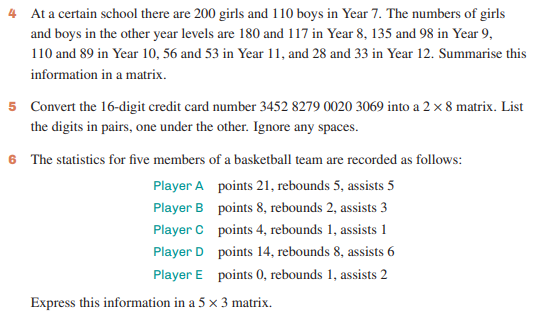 4 At a certain school there are 200 girls and 110 boys in Year 7. The numbers of girls
and boys in the other year levels are 180 and 117 in Year 8, 135 and 98 in Year 9,
110 and 89 in Year 10, 56 and 53 in Year 11, and 28 and 33 in Year 12. Summarise this
information in a matrix.
5 Convert the 16-digit credit card number 3452 8279 0020 3069 into a 2 × 8 matrix. List
the digits in pairs, one under the other. Ignore any spaces.
6 The statistics for five members of a basketball team are recorded as follows:
Player A points 21, rebounds 5, assists 5
Player B points 8, rebounds 2, assists 3
Player C points 4, rebounds 1, assists 1
Player D points 14, rebounds 8, assists 6
Player E points 0, rebounds 1, assists 2
Express this information in a 5 × 3 matrix.